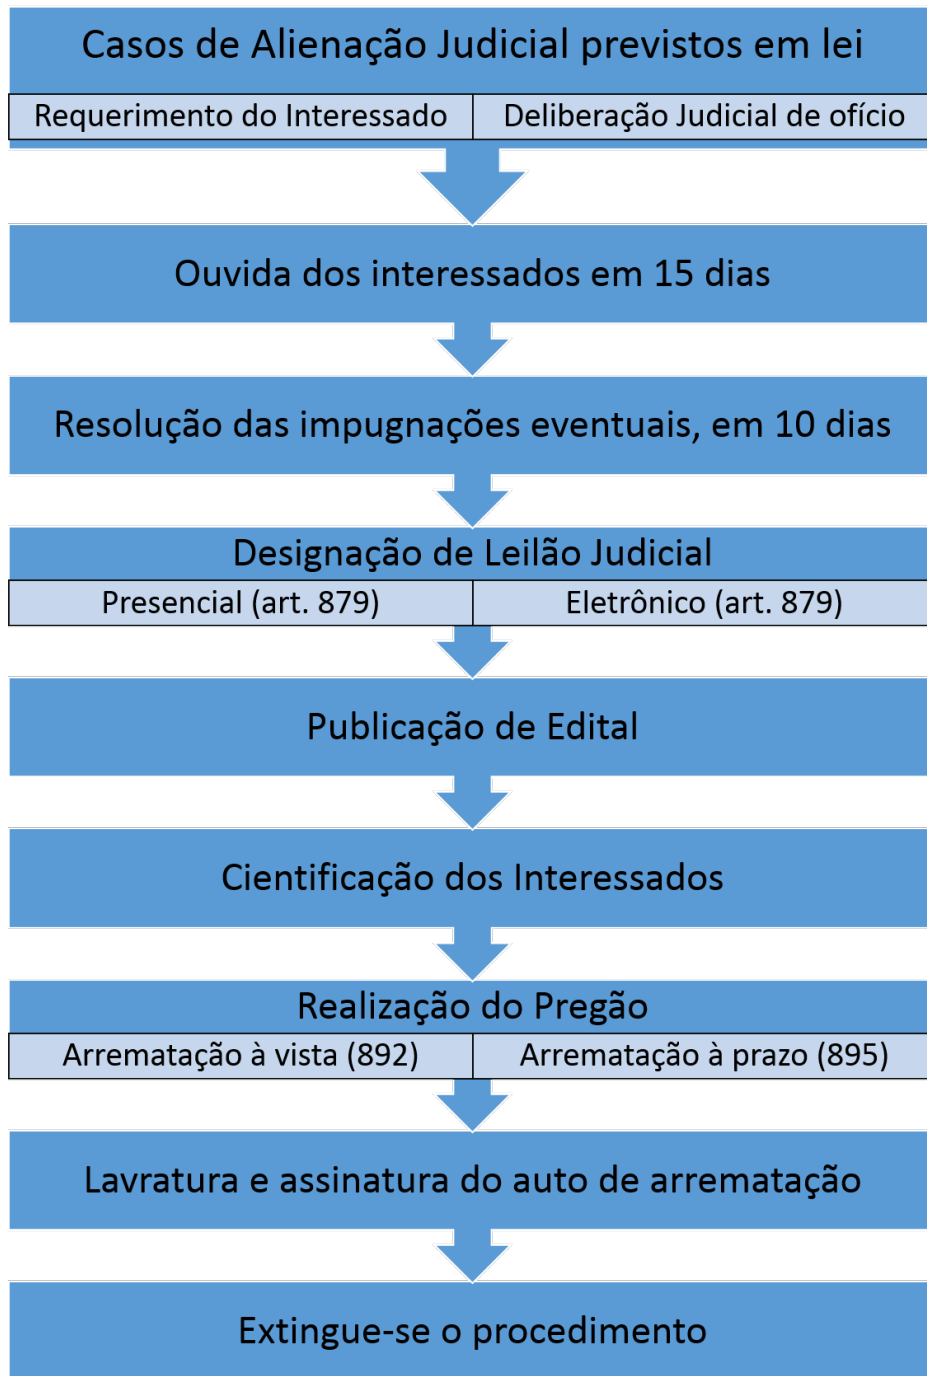 Casos de Alienação Judicial previstos em lei
Requerimento do Interessado
Deliberação Judicial de ofício
Ouvida dos interessados em 15 dias
Resolução das impugnações eventuais, em 10 dias
Designação de Leilão Judicial
Presencial (art. 879)
Eletrônico (art. 879)
Publicação de Edital
Cientificação dos Interessados
Realização do Pregão
Arrematação à vista (892)
Arrematação à prazo (895)
Lavratura e assinatura do auto de arrematação
Extingue-se o procedimento